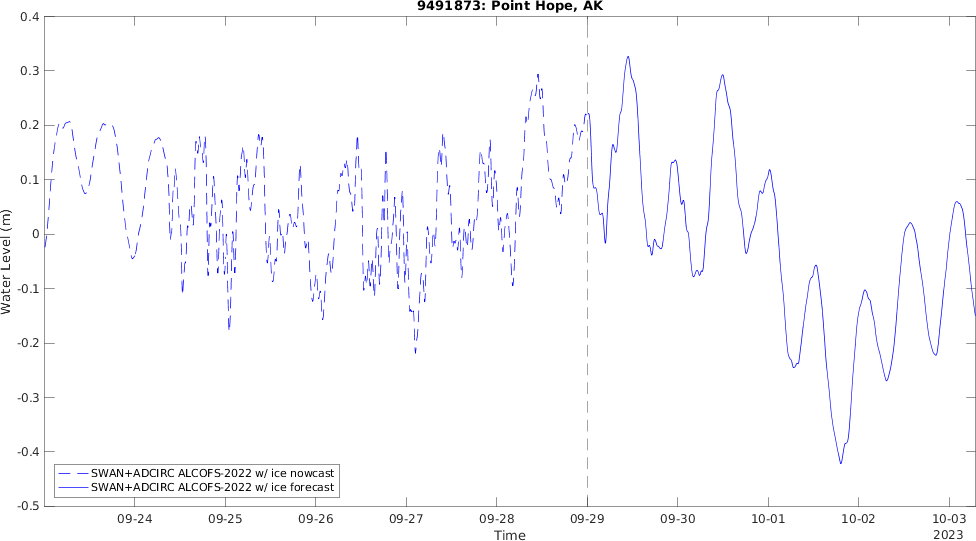 9491873: Point Hope, AK
0.4
0.3
0.2
0.1
0
-0.1
-0.2
-0.3
-0.4
-0.5
Water Level (m)
SWAN+ADCIRC ALCOFS-2022 w/ ice nowcast
SWAN+ADCIRC ALCOFS-2022 w/ ice forecast
09-24 09-25 09-26 09-27 09-28 09-29 09-30 10-01 10-02 10-03
Time
2023